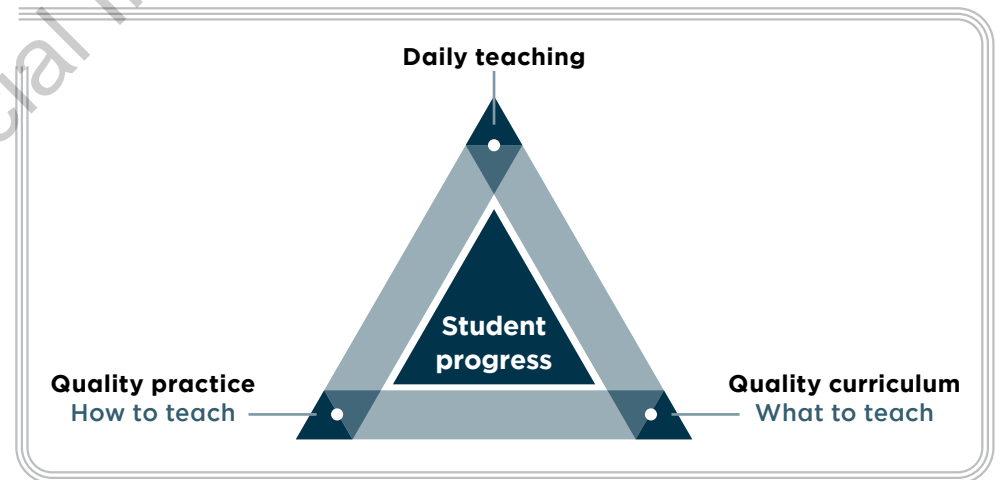 Daily teaching
Student
progress
Quality practice
How to teach
Quality curriculum
What to teach